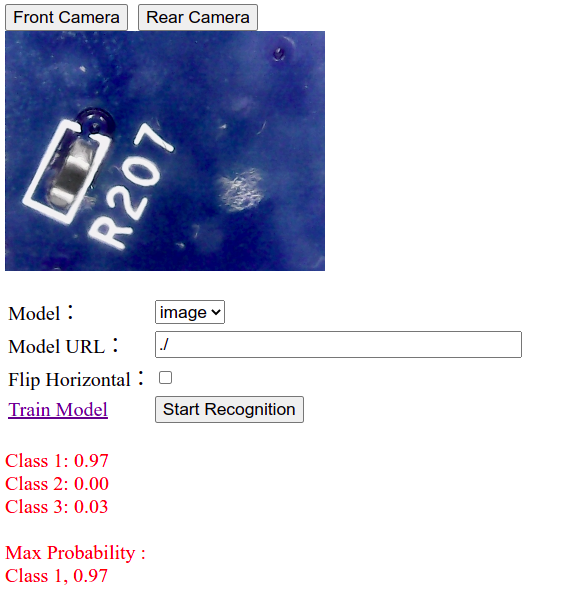 Front Camera Rear Camera
R207
Model： image
Model URL： ./
Flip Horizontal：
Train Model Start Recognition
Class 1: 0.97
Class 2: 0.00
Class 3: 0.03
Max Probability :
Class 1, 0.97